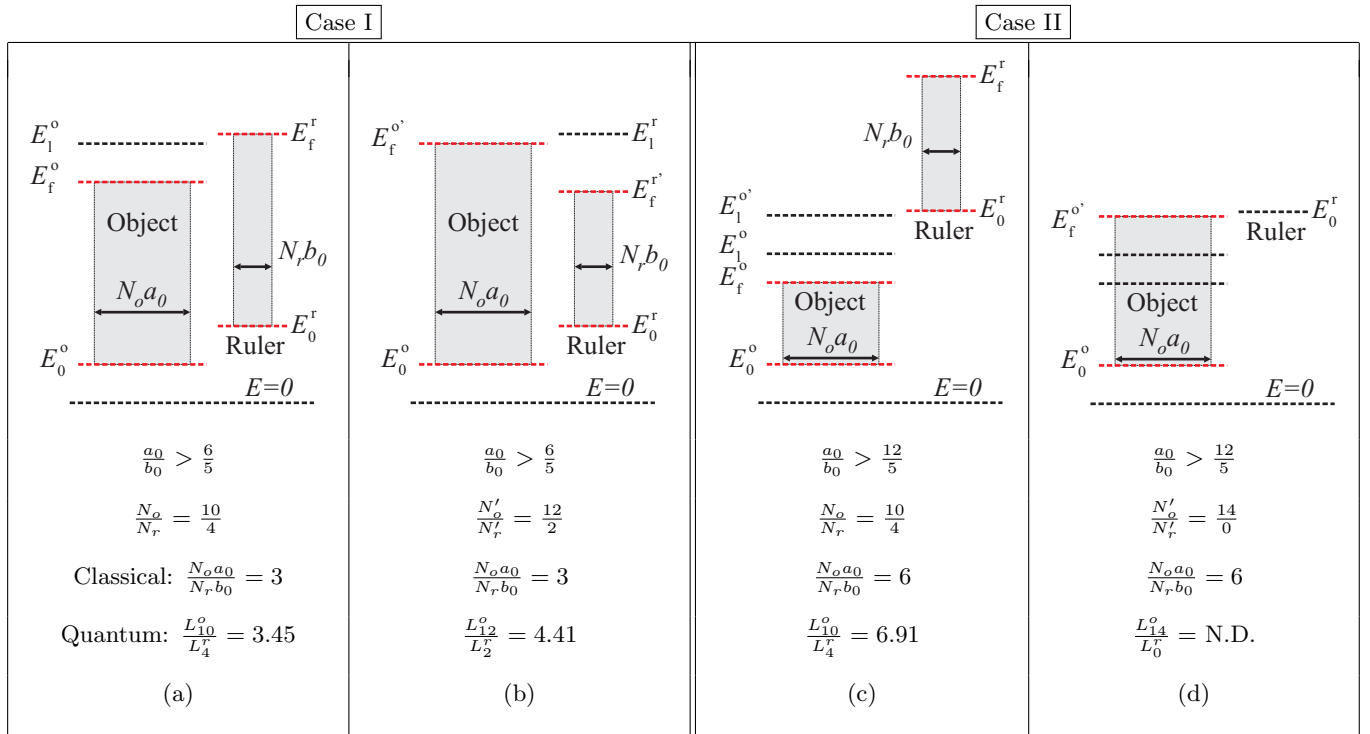 Case I
Case II
E_l^o
E_f^o
Object
N_o a_0
E_0^o
E_f^r
N_r b_0
E_0^r
Ruler
E=0
a_0/b_0 > 6/5
N_o/N_r = 10/4
Classical: N_o a_0/N_r b_0 = 3
Quantum: L_10^o/L_4^r = 3.45
(a)
E_f^o'
Object
N_o a_0
E_0^o
E_l^r
E_f^r'
N_r b_0
E_0^r
Ruler
E=0
a_0/b_0 > 6/5
N'_o/N'_r = 12/2
N_o a_0/N_r b_0 = 3
L_12^o/L_2^r = 4.41
(b)
E_f^r
N_r b_0
E_0^r
Ruler
E_l^o'
E_l^o
E_f^o
Object
N_o a_0
E_0^o
E=0
a_0/b_0 > 12/5
N_o/N_r = 10/4
N_o a_0/N_r b_0 = 6
L_10^o/L_4^r = 6.91
(c)
E_f^o'
E_0^r
Ruler
Object
N_o a_0
E_0^o
E=0
a_0/b_0 > 12/5
N'_o/N'_r = 14/0
N_o a_0/N_r b_0 = 6
L_14^o/L_0^r = N.D.
(d)